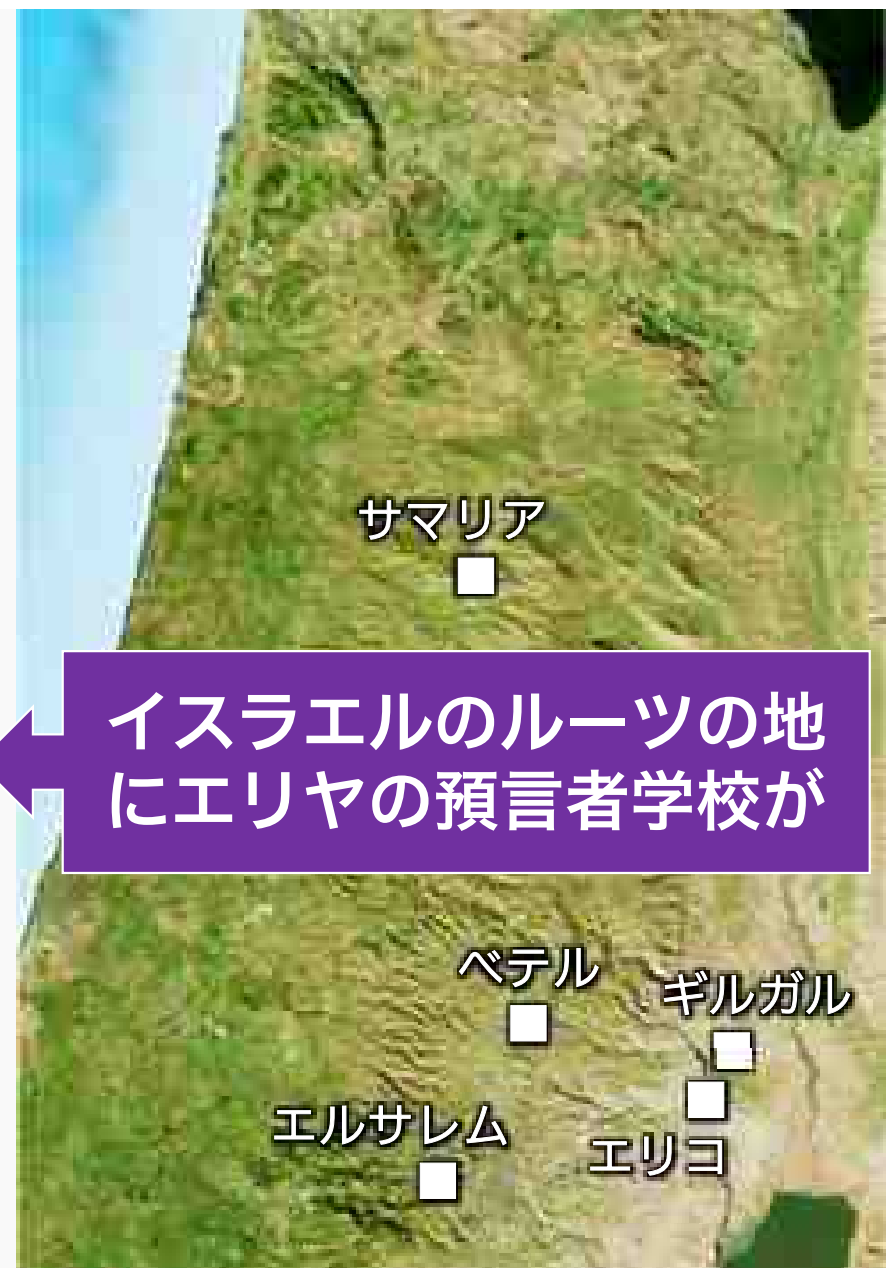 サマリア
イスラエルのルーツの地
にエリヤの預言者学校が
ベテル
ギルガル
エルサレム
エリコ